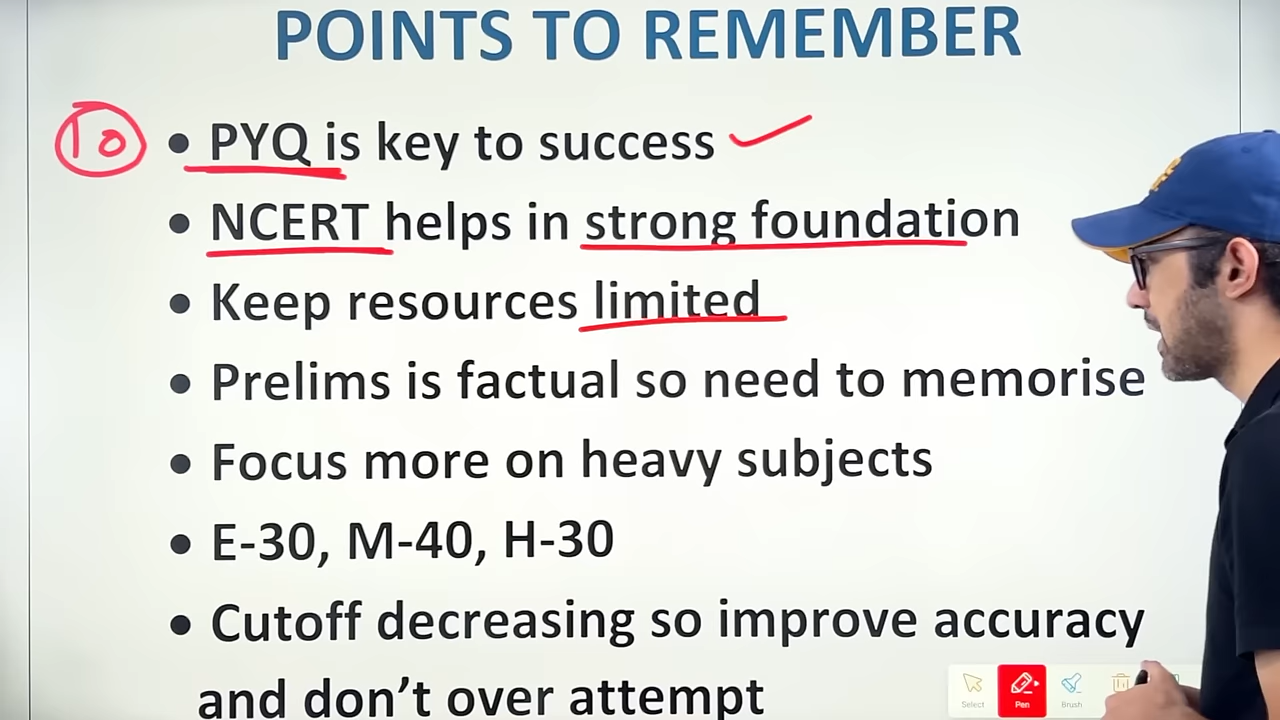 POINTS TO REMEMBER
10 • PYQ is key to success
• NCERT helps in strong foundation
• Keep resources limited
• Prelims is factual so need to memorise
• Focus more on heavy subjects
• E-30, M-40, H-30
• Cutoff decreasing so improve accuracy
and don't over attempt
Select Pen Brush